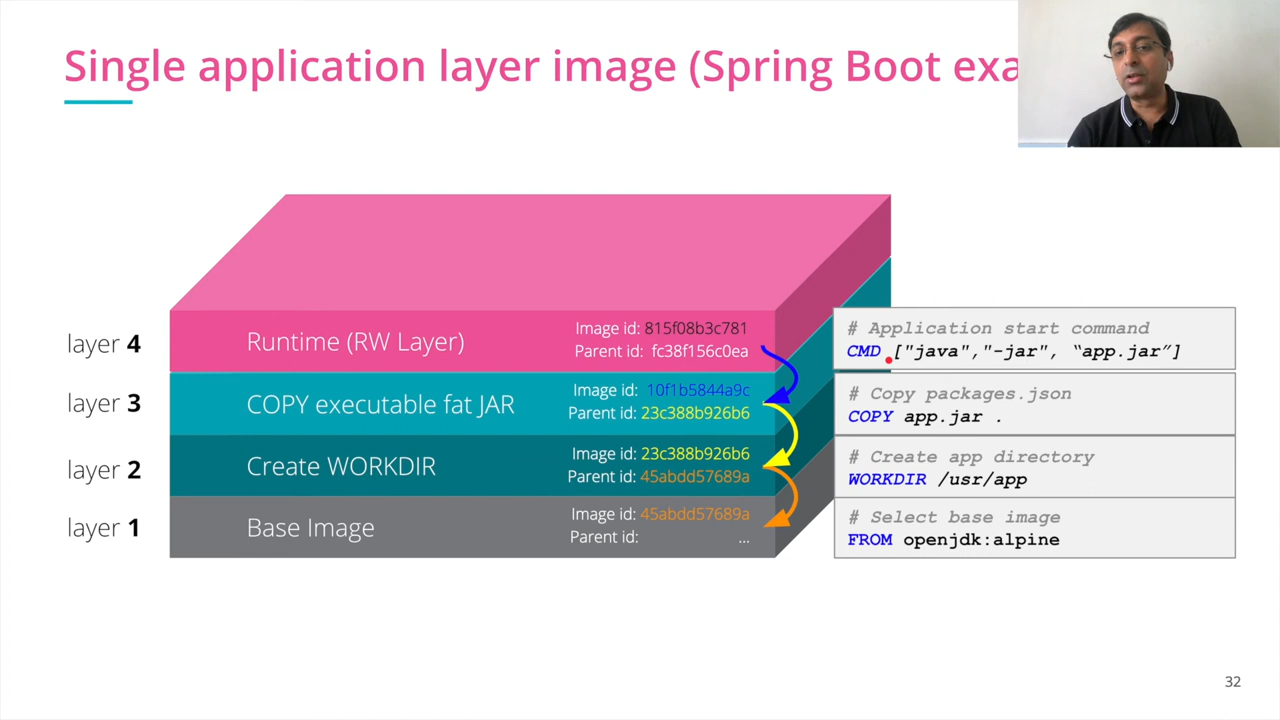 Single application layer image (Spring Boot exa
layer 4
Runtime (RW Layer)
Image id: 815f08b3c781
Parent id: fc38f156c0ea
# Application start command
CMD ["java","-jar", “app.jar”]
layer 3
COPY executable fat JAR
Image id: 10f1b5844a9c
Parent id: 23c388b926b6
# Copy packages.json
COPY app.jar .
layer 2
Create WORKDIR
Image id: 23c388b926b6
Parent id: 45abdd57689a
# Create app directory
WORKDIR /usr/app
layer 1
Base Image
Image id: 45abdd57689a
Parent id: ...
# Select base image
FROM openjdk:alpine
32